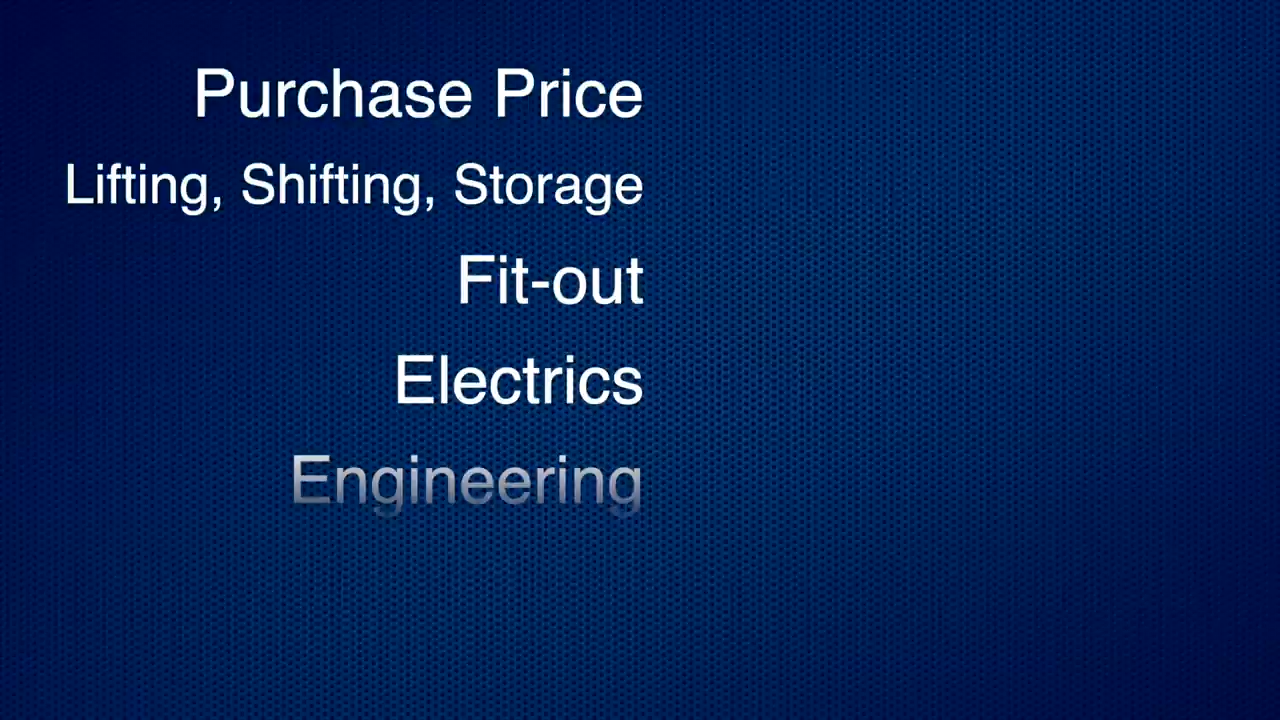 Purchase Price
Lifting, Shifting, Storage
Fit-out
Electrics
Engineering